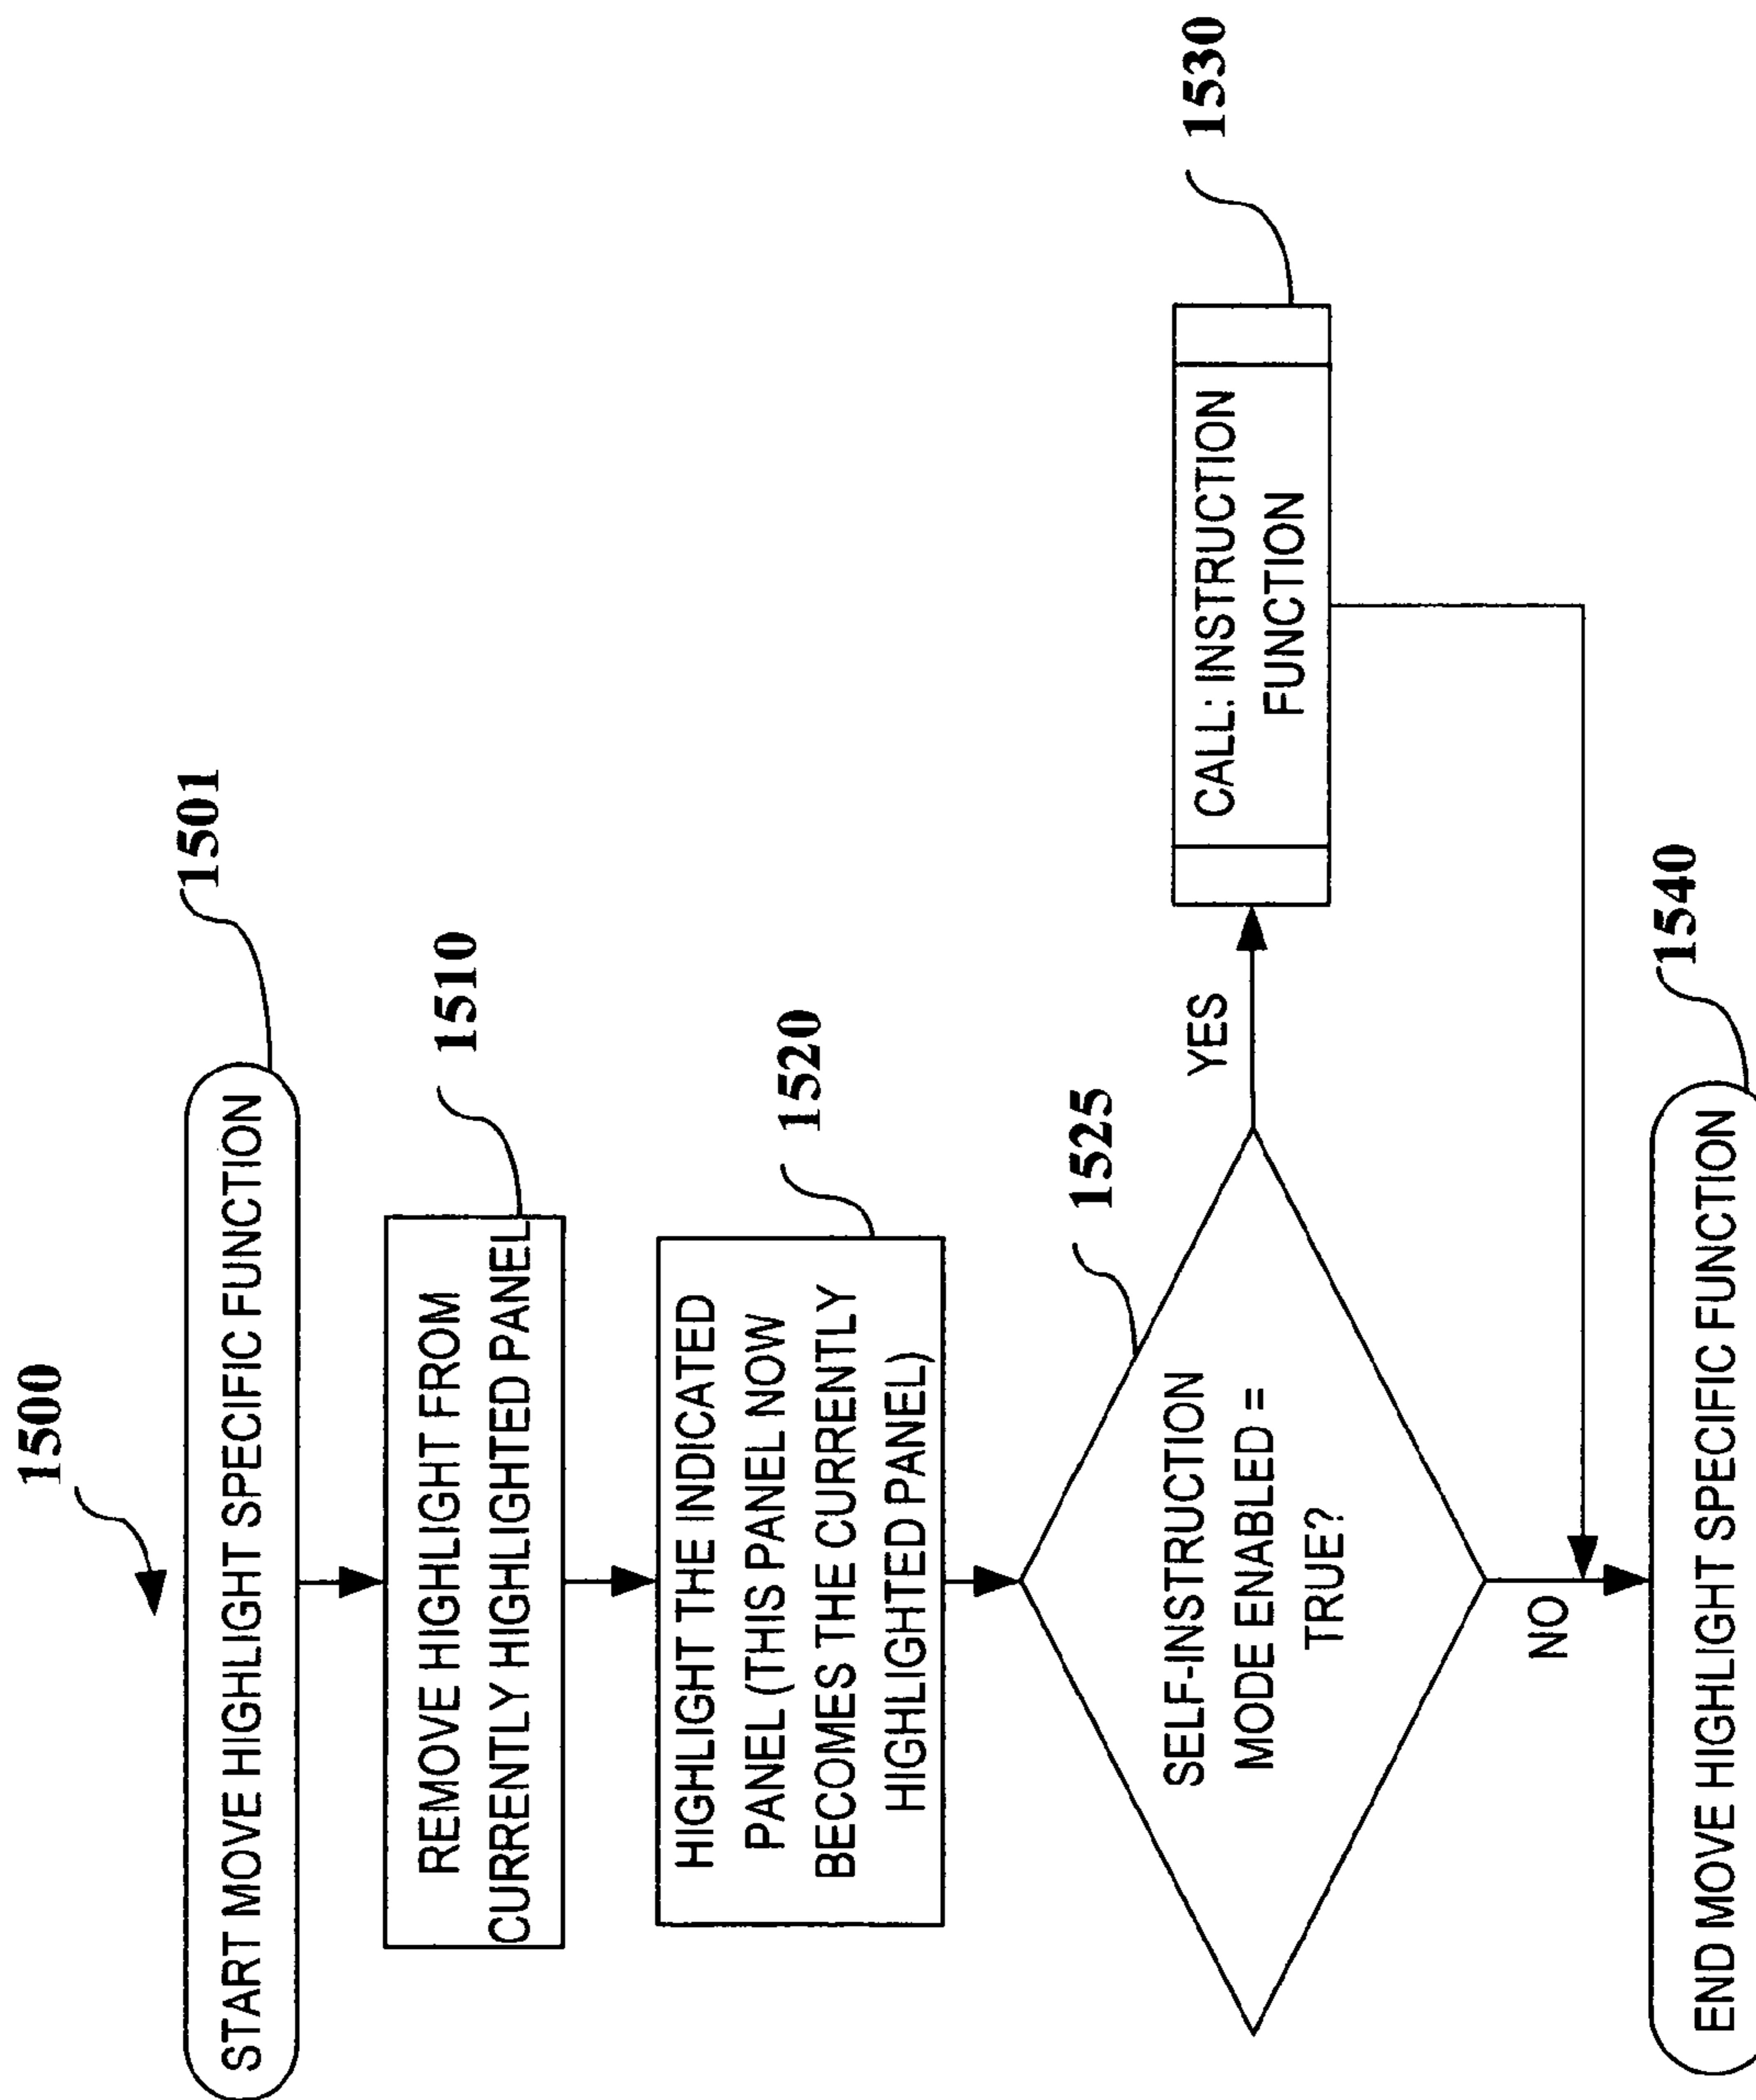 1500
START MOVE HIGHLIGHT SPECIFIC FUNCTION
1501
REMOVE HIGHLIGHT FROM
CURRENTLY HIGHLIGHTED PANEL
1510
HIGHLIGHT THE INDICATED
PANEL (THIS PANEL NOW
BECOMES THE CURRENTLY
HIGHLIGHTED PANEL)
1520
SELF-INSTRUCTION
MODE ENABLED =
TRUE?
1525
YES
CALL: INSTRUCTION
FUNCTION
1530
NO
END MOVE HIGHLIGHT SPECIFIC FUNCTION
1540